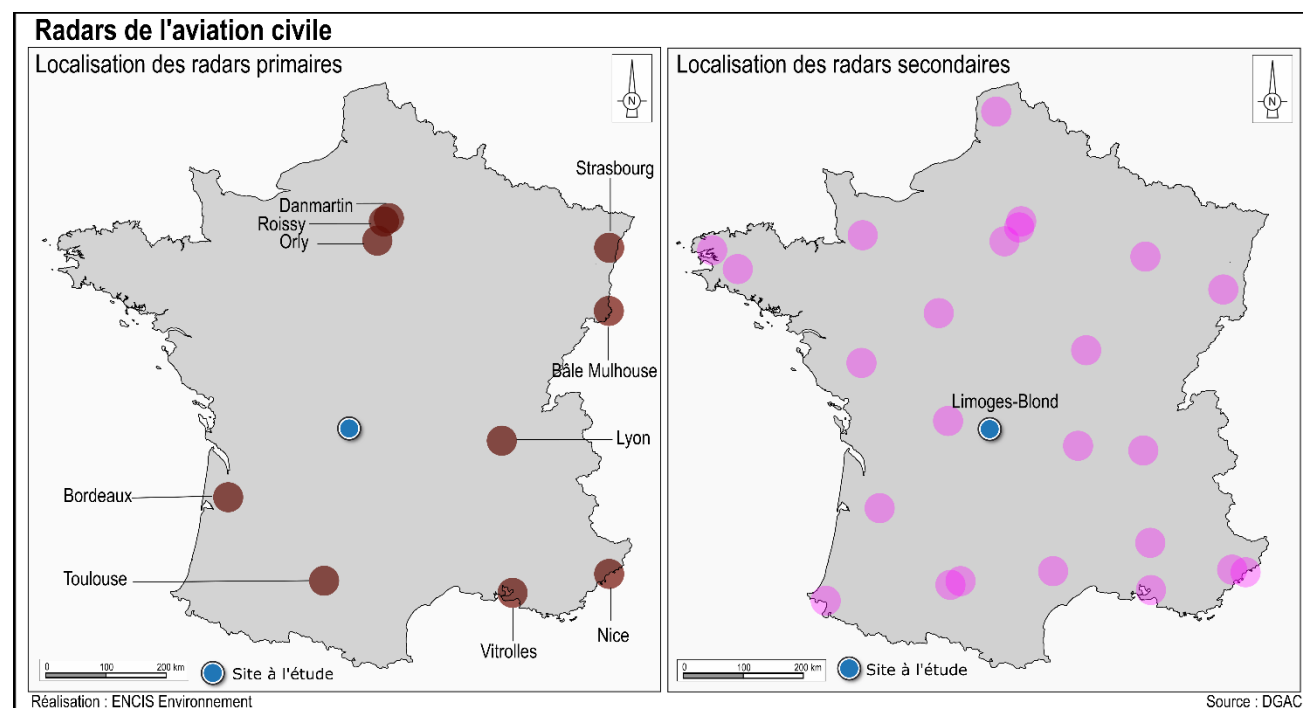 Radars de l'aviation civile
Localisation des radars primaires
N
Strasbourg
Danmartin
Roissy
Orly
Bâle Mulhouse
Lyon
Bordeaux
Toulouse
Nice
Vitrolles
0 100 200 km
Site à l'étude
Localisation des radars secondaires
N
Limoges-Blond
0 100 200 km
Site à l'étude
Réalisation : ENCIS Environnement
Source : DGAC